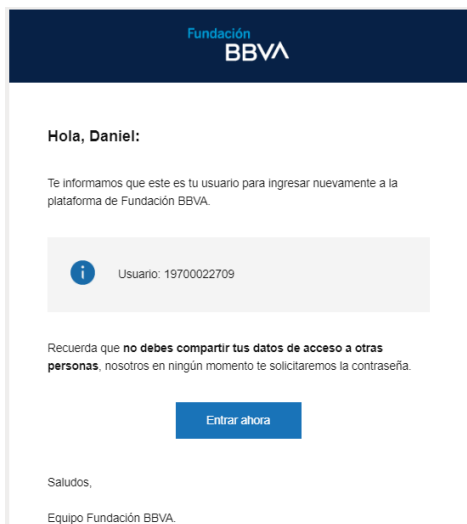 Fundación
BBVA
Hola, Daniel:
Te informamos que este es tu usuario para ingresar nuevamente a la
plataforma de Fundación BBVA.
i
Usuario: 19700022709
Recuerda que no debes compartir tus datos de acceso a otras
personas, nosotros en ningún momento te solicitaremos la contraseña.
Entrar ahora
Saludos,
Equipo Fundación BBVA.